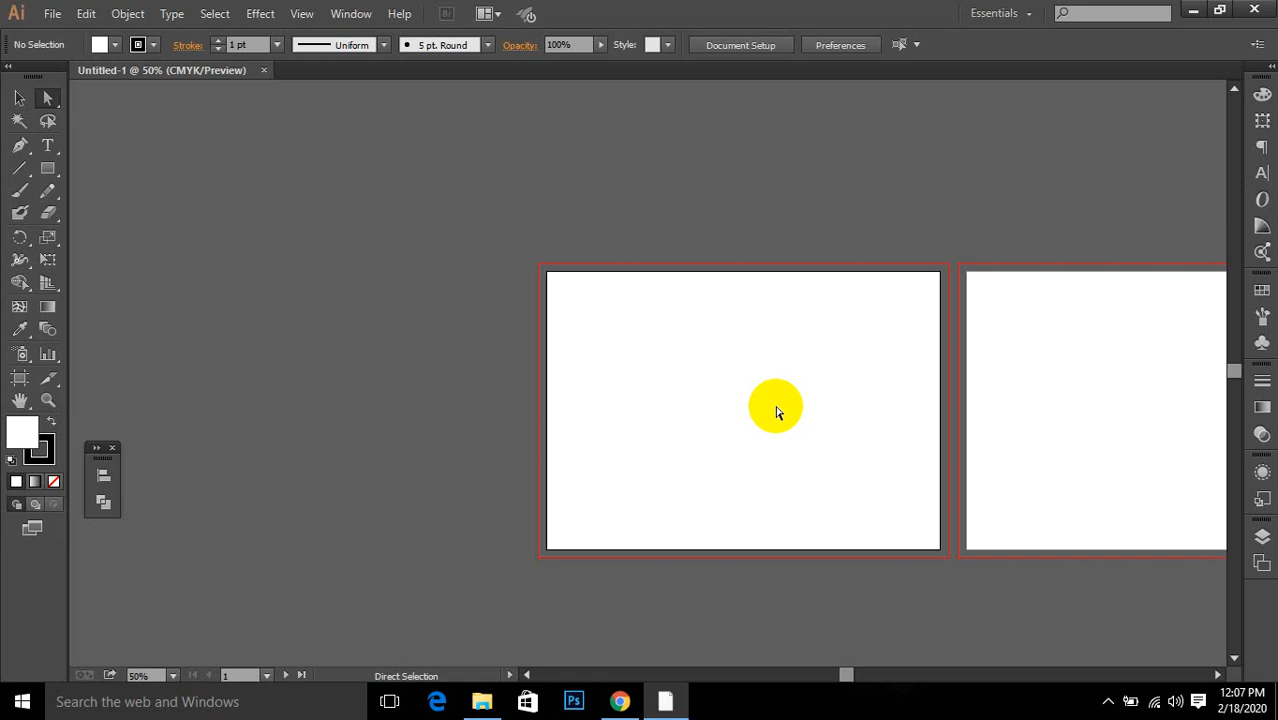 Ai File Edit Object Type Select Effect View Window Help Br Essentials
No Selection Stroke: 1 pt Uniform 5 pt. Round Opacity: 100% Style: Document Setup Preferences
Untitled-1 @ 50% (CMYK/Preview)
50% 1 Direct Selection
Search the web and Windows
Ps
12:07 PM
2/18/2020